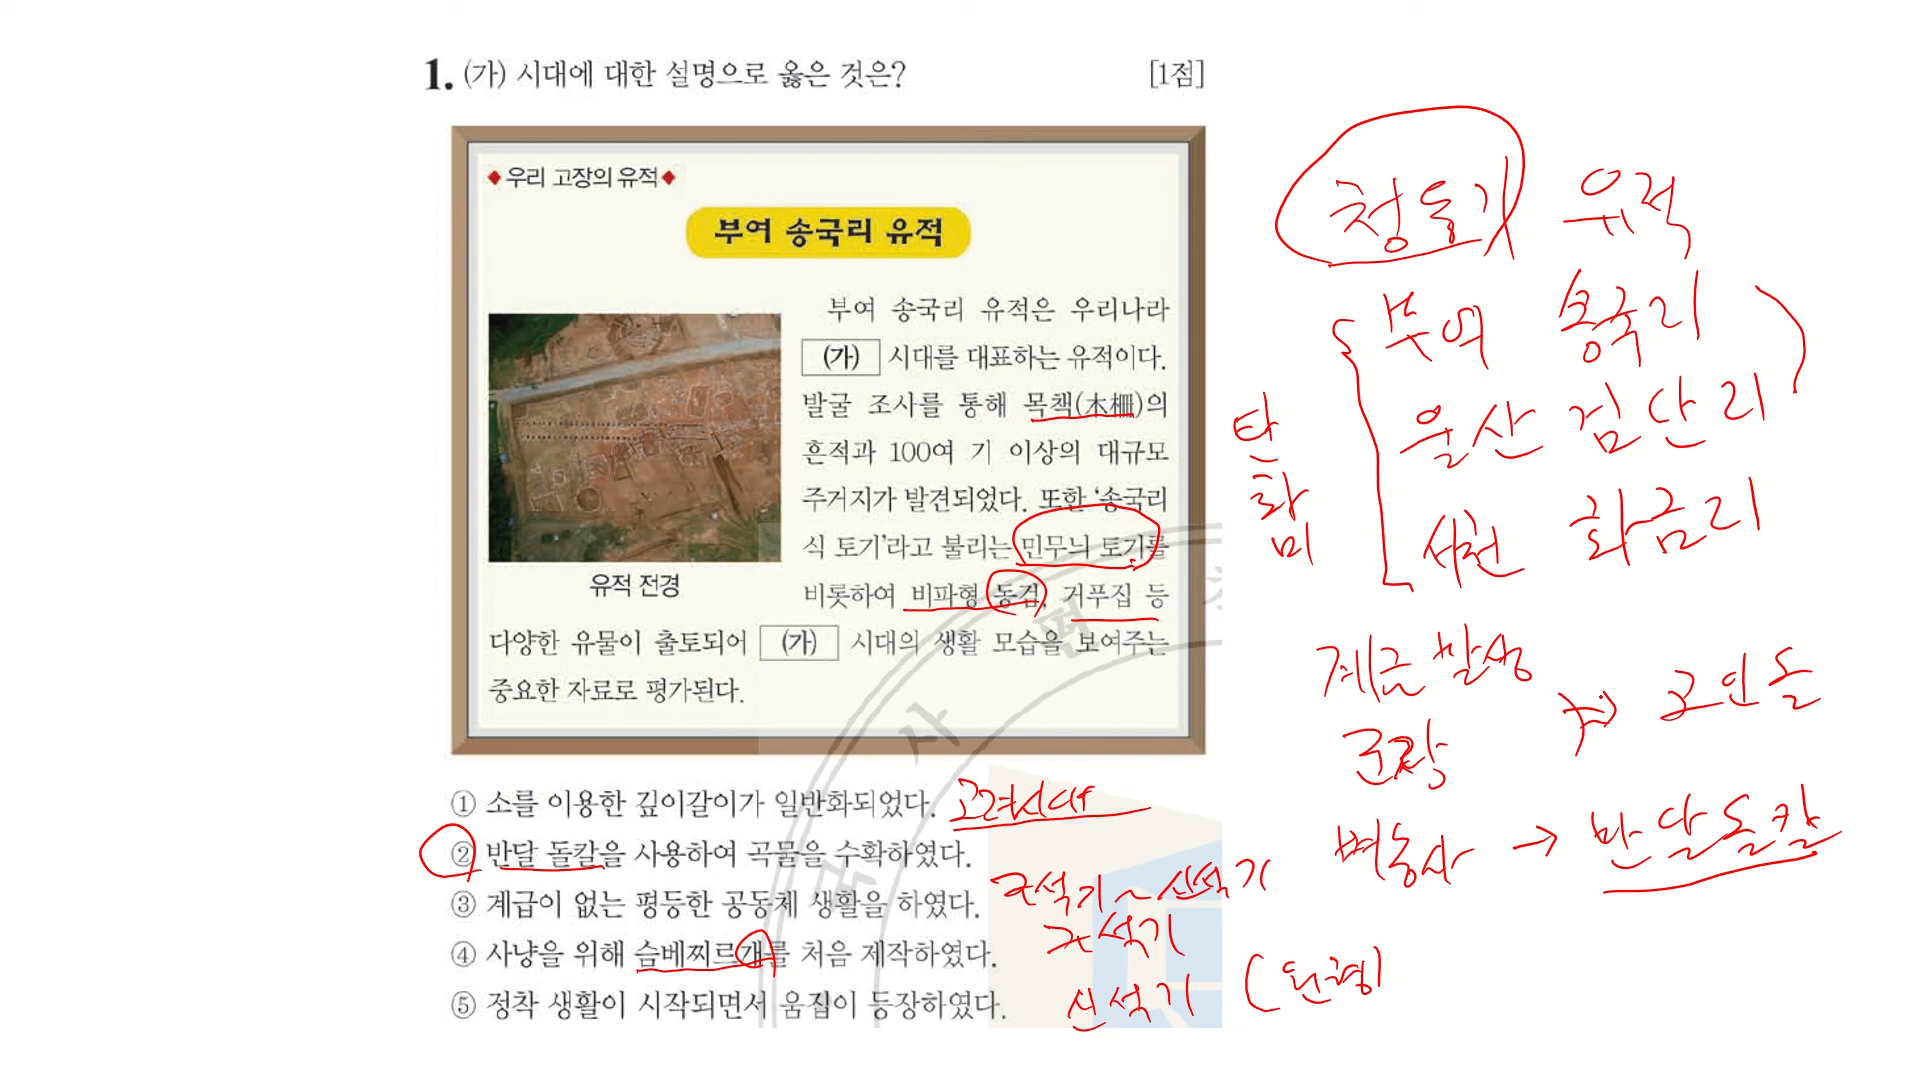 1. (가) 시대에 대한 설명으로 옳은 것은? [1점]
◆우리 고장의 유적◆
부여 송국리 유적
부여 송국리 유적은 우리나라
(가) 시대를 대표하는 유적이다.
발굴 조사를 통해 목책(木柵)의
흔적과 100여 기 이상의 대규모
주거지가 발견되었다. 또한 '송국리
식 토기'라고 불리는 민무늬 토기를
비롯하여 비파형 동검, 거푸집 등
다양한 유물이 출토되어 (가) 시대의 생활 모습을 보여주는
중요한 자료로 평가된다.
유적 전경
① 소를 이용한 깊이갈이가 일반화되었다.
고려시대
② 반달 돌칼을 사용하여 곡물을 수확하였다.
③ 계급이 없는 평등한 공동체 생활을 하였다.
구석기~신석기
④ 사냥을 위해 슴베찌르개를 처음 제작하였다.
구석기
⑤ 정착 생활이 시작되면서 움집이 등장하였다.
신석기 (원형)
청동기 유적
부여 송국리
울산 검단리
서천 화금리
탄화미
계급 발생
군장
→ 고인돌
벼농사 → 반달돌칼
사
편